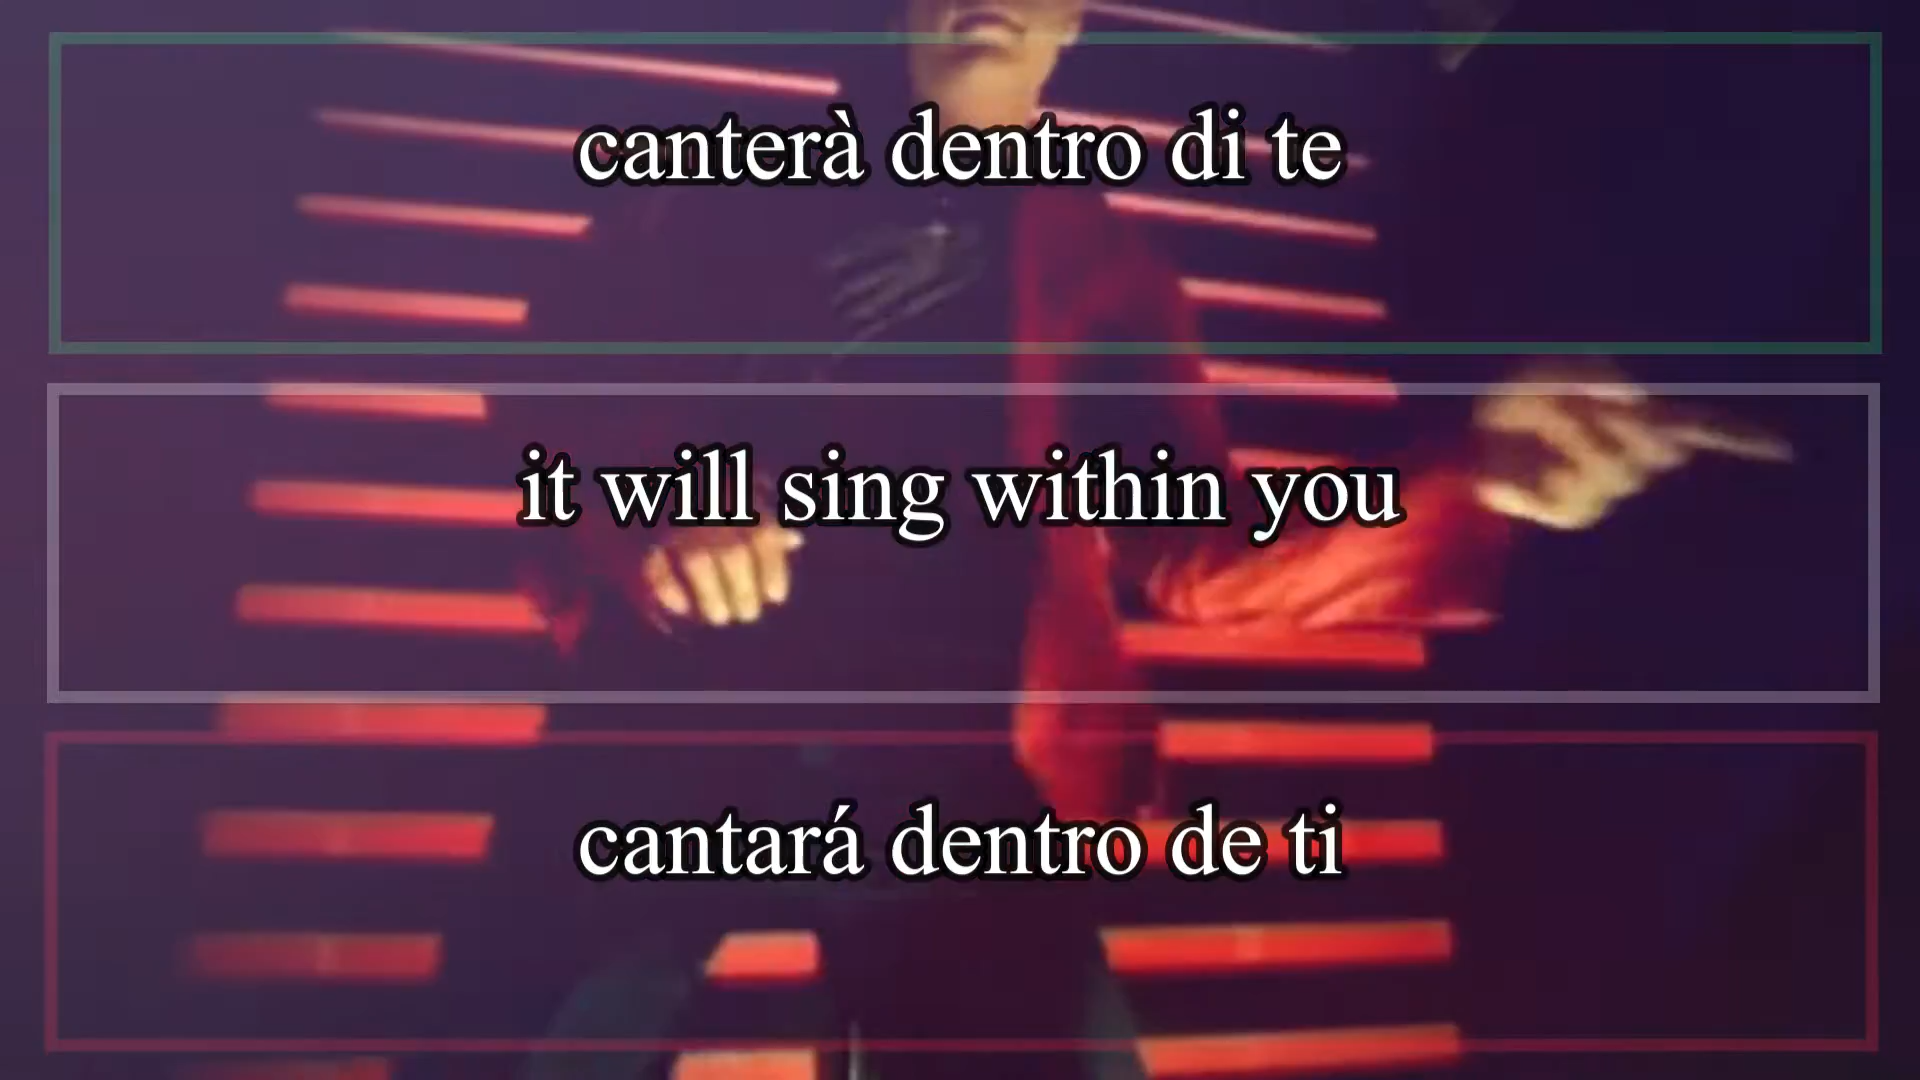 canterà dentro di te
it will sing within you
cantará dentro de ti